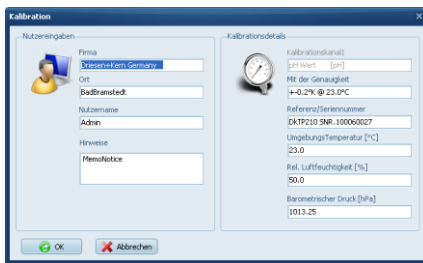 Kalibration
Nutzereingaben
Firma
Driesen+Kern Germany
Ort
BadBramstedt
Nutzername
Admin
Hinweise
MemoNotice
Kalibrationsdetails
Kalibrationskanalt
pH Wert [pH]
Mit der Genauigkeit
+-0.2°K @ 23.0°C
Referenz/Seriennummer
DkTP210 SNR.100060027
UmgebungsTemperatur [°C]
23.0
Rel. Luftfeuchtigkeit [%]
50.0
Barometrischer Druck [hPa]
1013.25
OK
Abbrechen